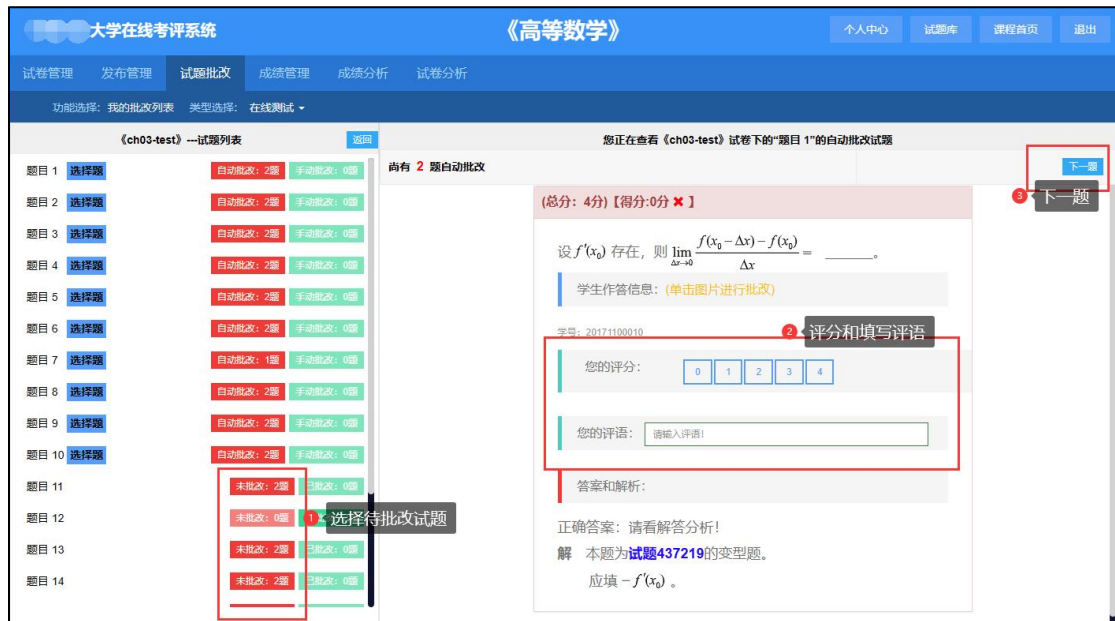 大学在线考评系统 《高等数学》 个人中心 试题库 课程首页 退出
试卷管理 发布管理 试题批改 成绩管理 成绩分析 试卷分析
功能选择: 我的批改列表 类型选择: 在线测试
《ch03-test》---试题列表 返回
您正在查看《ch03-test》试卷下的“题目 1”的自动批改试题
题目 1 选择题 自动批改: 2题 手动批改: 0题
题目 2 选择题 自动批改: 2题 手动批改: 0题
题目 3 选择题 自动批改: 2题 手动批改: 0题
题目 4 选择题 自动批改: 2题 手动批改: 0题
题目 5 选择题 自动批改: 2题 手动批改: 0题
题目 6 选择题 自动批改: 2题 手动批改: 0题
题目 7 选择题 自动批改: 1题 手动批改: 0题
题目 8 选择题 自动批改: 2题 手动批改: 0题
题目 9 选择题 自动批改: 2题 手动批改: 0题
题目 10 选择题 自动批改: 2题 手动批改: 0题
题目 11 未批改: 2题 已批改: 0题
题目 12 未批改: 0题
1 选择待批改试题
题目 13 未批改: 2题 已批改: 0题
题目 14 未批改: 2题 已批改: 0题
尚有 2 题自动批改 下一题
3 下一题
(总分: 4分)【得分:0分 ✖ 】
设 f′(x₀) 存在，则 lim Δx→0 (f(x₀ − Δx) − f(x₀))/Δx = ______。
学生作答信息: (单击图片进行批改)
学号: 20171100010
2 评分和填写评语
您的评分: 0 1 2 3 4
您的评语: 请输入评语!
答案和解析:
正确答案: 请看解答分析!
解 本题为试题437219的变型题。
应填 − f′(x₀) 。